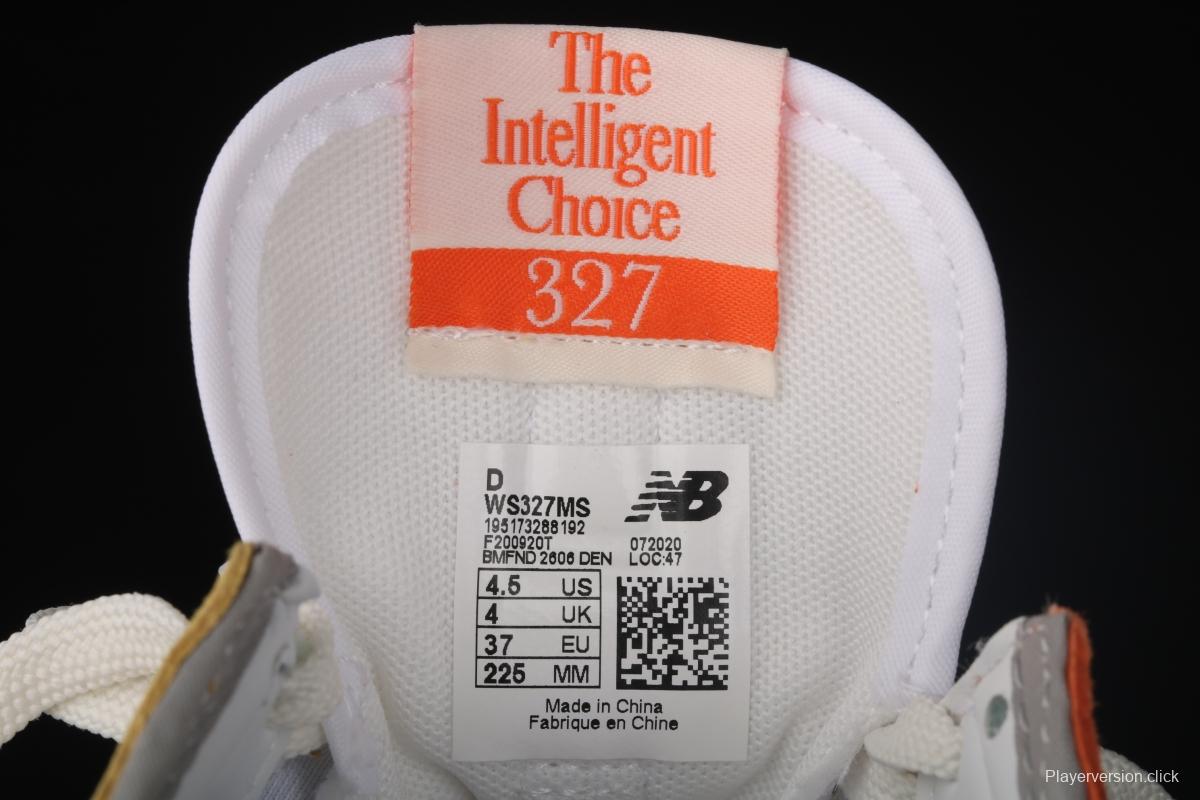 The
Intelligent
Choice
327
D
WS327MS
NB
195173288192
F200920T 072020
BMFND 2606 DEN LOC:47
4.5 US
4 UK
37 EU
225 MM
Made in China
Fabrique en Chine
Playerversion.click